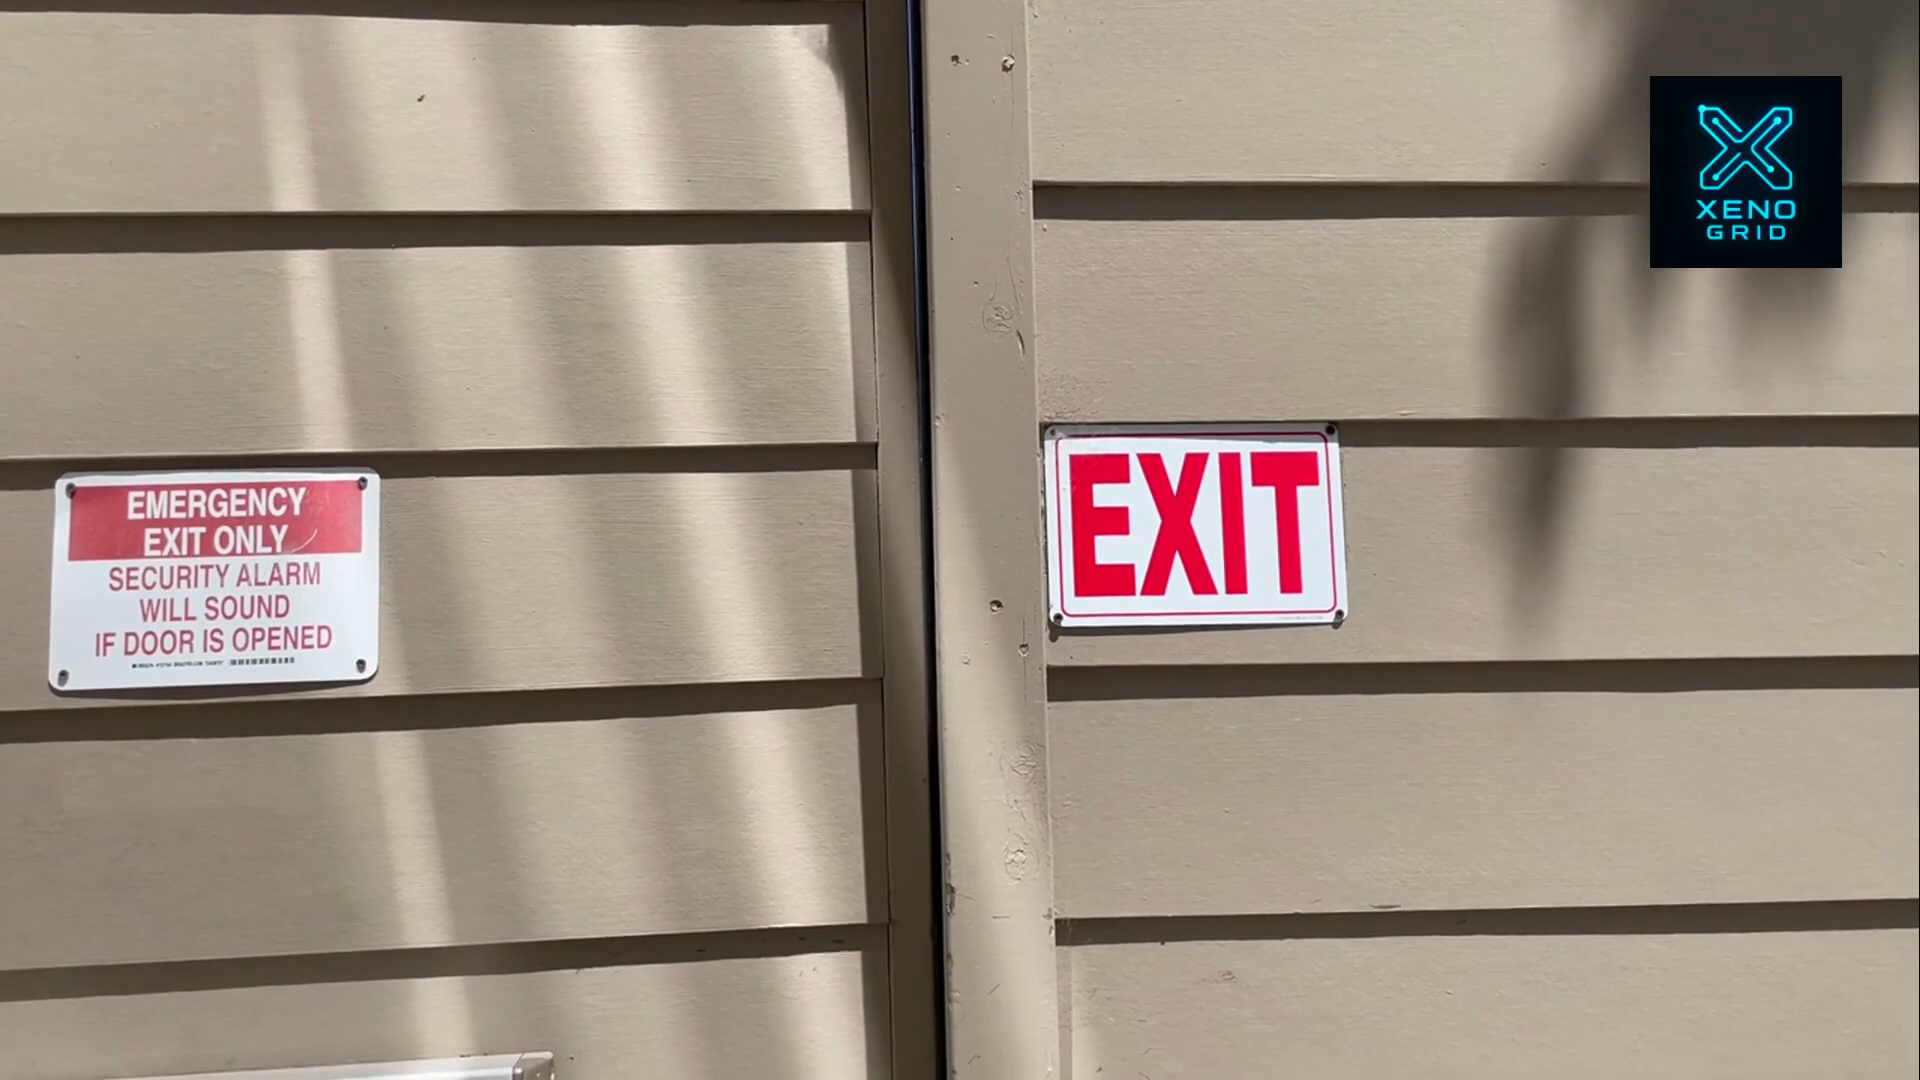 EMERGENCY
EXIT ONLY
SECURITY ALARM
WILL SOUND
IF DOOR IS OPENED
EXIT
XENO
GRID